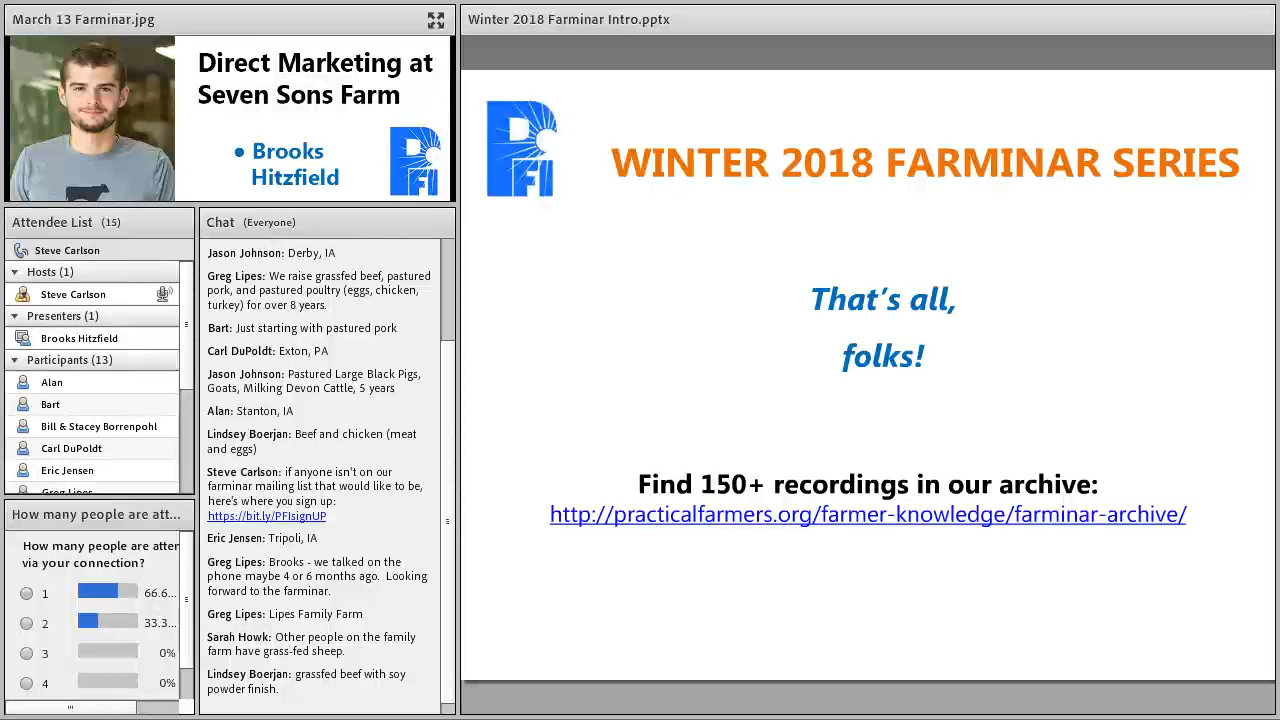 March 13 Farminar.jpg
Direct Marketing at
Seven Sons Farm
• Brooks
Hitzfield
PCFI
Attendee List (15)
Steve Carlson
Hosts (1)
Steve Carlson
Presenters (1)
Brooks Hitzfield
Participants (13)
Alan
Bart
Bill & Stacey Borrenpohl
Carl DuPoldt
Eric Jensen
Greg Lipes
How many people are att...
How many people are atter
via your connection?
1 66.6...
2 33.3...
3 0%
4 0%
Chat (Everyone)
Jason Johnson: Derby, IA
Greg Lipes: We raise grassfed beef, pastured
pork, and pastured poultry (eggs, chicken,
turkey) for over 8 years.
Bart: Just starting with pastured pork
Carl DuPoldt: Exton, PA
Jason Johnson: Pastured Large Black Pigs,
Goats, Milking Devon Cattle, 5 years
Alan: Stanton, IA
Lindsey Boerjan: Beef and chicken (meat
and eggs)
Steve Carlson: if anyone isn't on our
farminar mailing list that would like to be,
here's where you sign up:
https://bit.ly/PFIsignUP
Eric Jensen: Tripoli, IA
Greg Lipes: Brooks - we talked on the
phone maybe 4 or 6 months ago. Looking
forward to the farminar.
Greg Lipes: Lipes Family Farm
Sarah Howk: Other people on the family
farm have grass-fed sheep.
Lindsey Boerjan: grassfed beef with soy
powder finish.
Winter 2018 Farminar Intro.pptx
PCFI
WINTER 2018 FARMINAR SERIES
That's all,
folks!
Find 150+ recordings in our archive:
http://practicalfarmers.org/farmer-knowledge/farminar-archive/